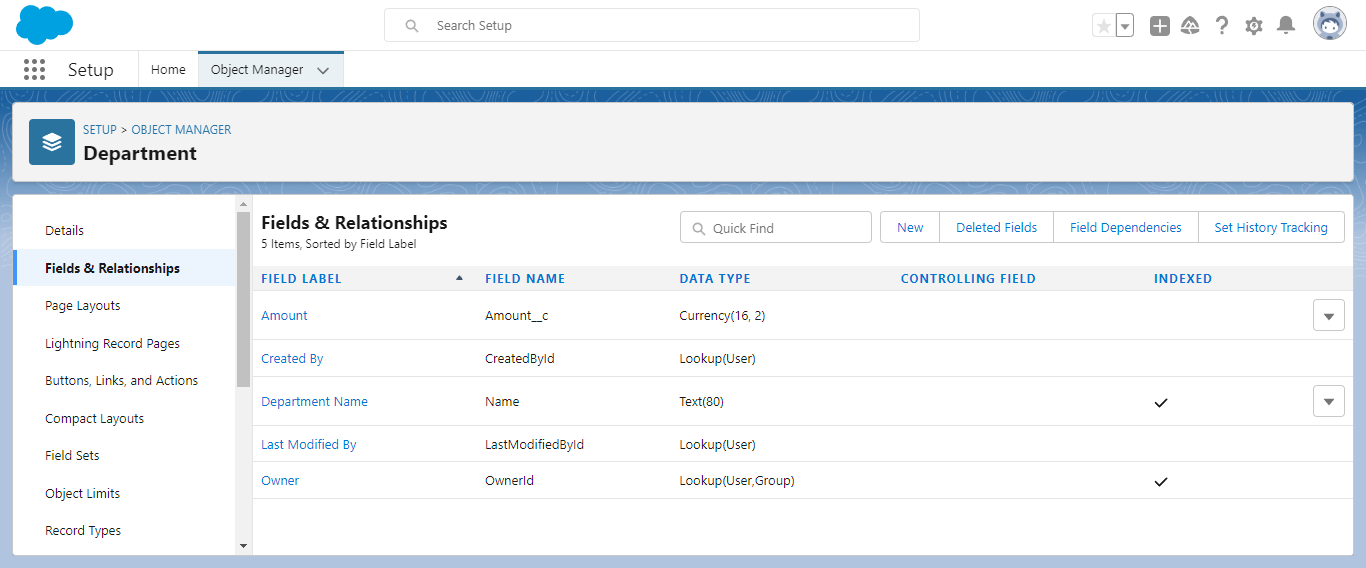 Search Setup
Setup Home Object Manager
SETUP > OBJECT MANAGER
Department
Details
Fields & Relationships
Page Layouts
Lightning Record Pages
Buttons, Links, and Actions
Compact Layouts
Field Sets
Object Limits
Record Types
Fields & Relationships
5 Items, Sorted by Field Label
Quick Find New Deleted Fields Field Dependencies Set History Tracking
FIELD LABEL FIELD NAME DATA TYPE CONTROLLING FIELD INDEXED
Amount Amount__c Currency(16, 2)
Created By CreatedById Lookup(User)
Department Name Name Text(80)
Last Modified By LastModifiedById Lookup(User)
Owner OwnerId Lookup(User,Group)